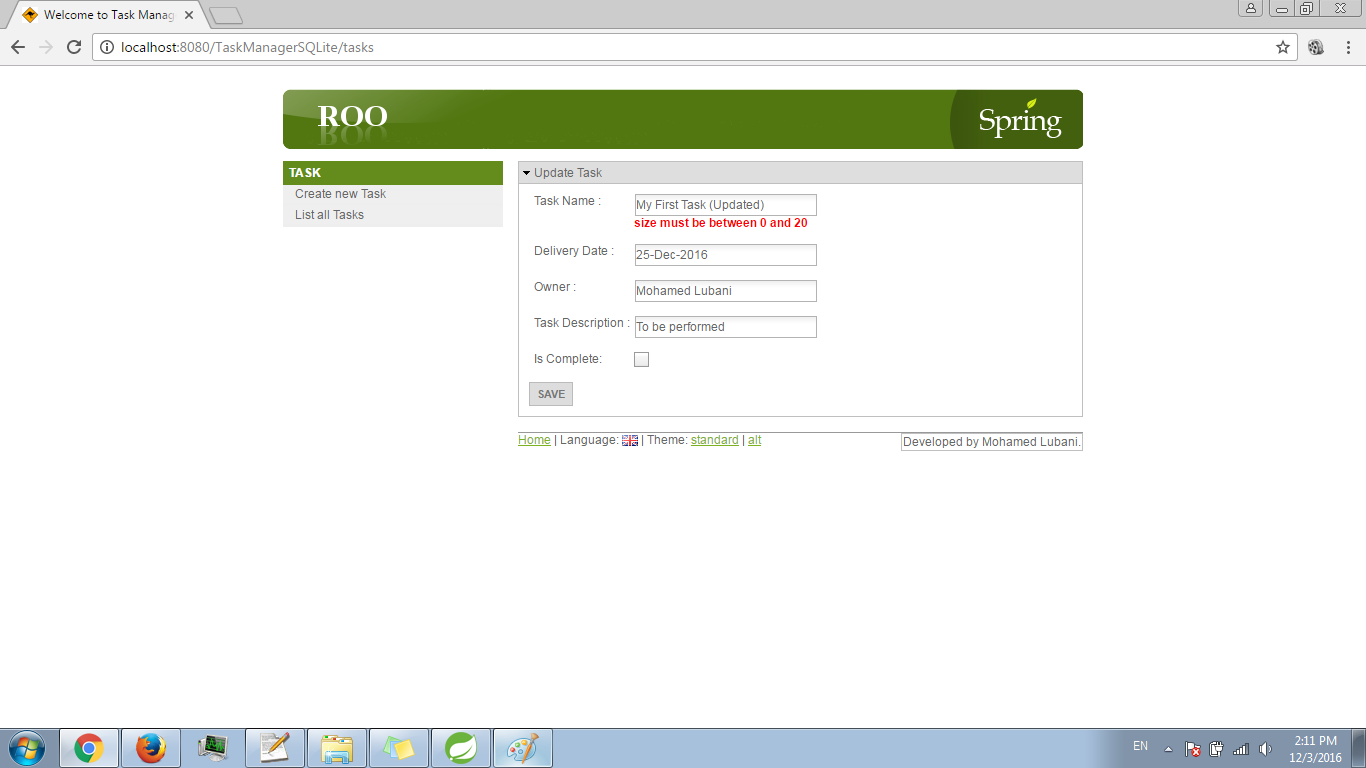 Welcome to Task Manag
localhost:8080/TaskManagerSQLite/tasks
ROO
Spring
TASK
Create new Task
List all Tasks
Update Task
Task Name : My First Task (Updated)
size must be between 0 and 20
Delivery Date : 25-Dec-2016
Owner : Mohamed Lubani
Task Description : To be performed
Is Complete:
SAVE
Home | Language: | Theme: standard | alt
Developed by Mohamed Lubani.
EN
2:11 PM
12/3/2016